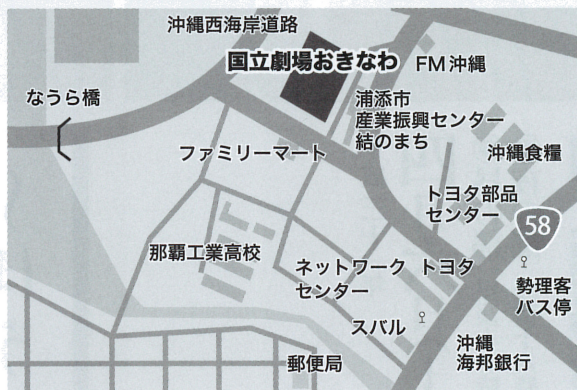 沖縄西海岸道路
国立劇場おきなわ
FM沖縄
なうら橋
浦添市
産業振興センター
結のまち
ファミリーマート
沖縄食糧
トヨタ部品
センター
58
那覇工業高校
ネットワーク
センター
トヨタ
勢理客
バス停
スバル
沖縄
海邦銀行
郵便局